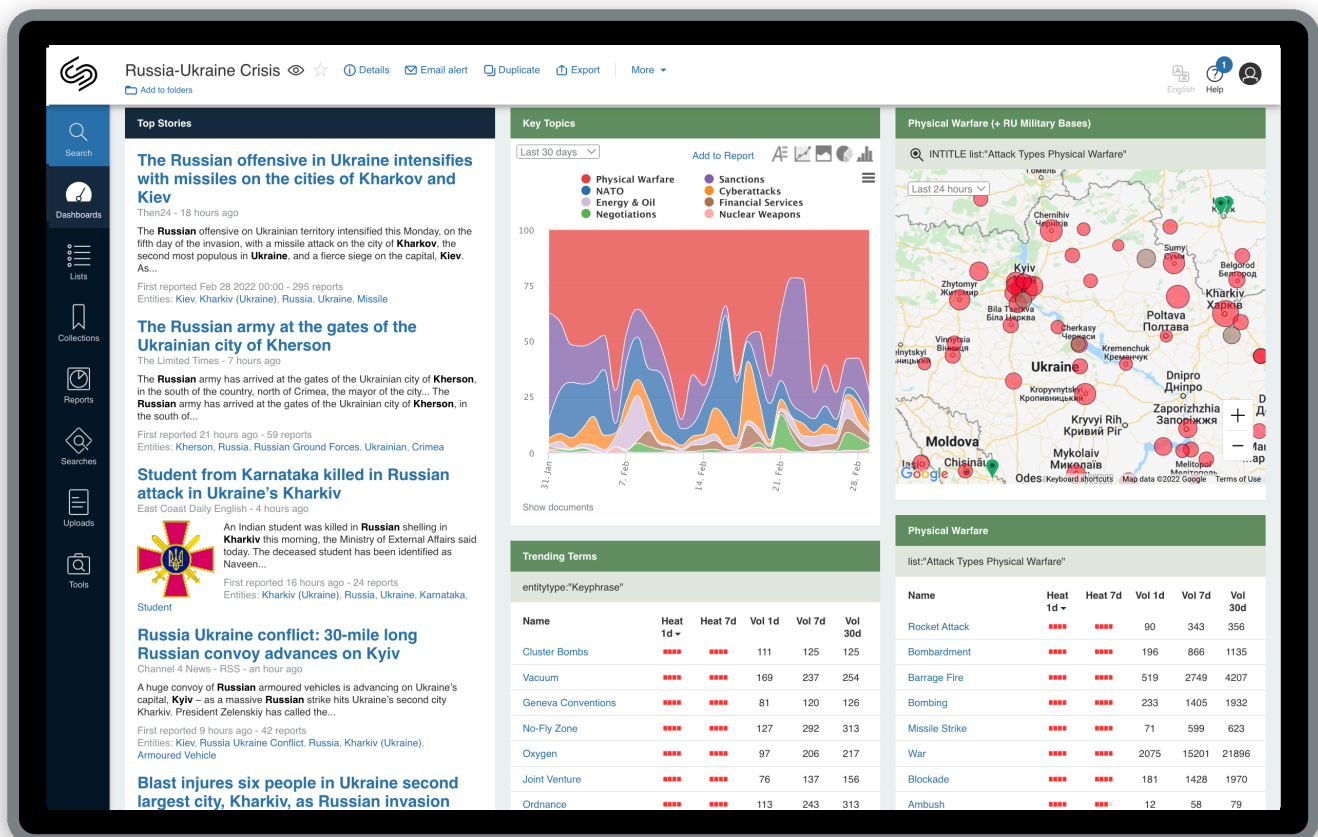 Russia-Ukraine Crisis
Details
Email alert
Duplicate
Export
More
Add to folders
English
Help
1
Search
Dashboards
Lists
Collections
Reports
Searches
Uploads
Tools
Top Stories
The Russian offensive in Ukraine intensifies
with missiles on the cities of Kharkov and
Kiev
Then24 - 18 hours ago
The Russian offensive on Ukrainian territory intensified this Monday, on the
fifth day of the invasion, with a missile attack on the city of Kharkov, the
second most populous in Ukraine, and a fierce siege on the capital, Kiev.
As...
First reported Feb 28 2022 00:00 - 295 reports
Entities: Kiev, Kharkiv (Ukraine), Russia, Ukraine, Missile
The Russian army at the gates of the
Ukrainian city of Kherson
The Limited Times - 7 hours ago
The Russian army has arrived at the gates of the Ukrainian city of Kherson,
in the south of the country, north of Crimea, the mayor of the city... The
Russian army has arrived at the gates of the Ukrainian city of Kherson, in
the south of...
First reported 21 hours ago - 59 reports
Entities: Kherson, Russia, Russian Ground Forces, Ukrainian, Crimea
Student from Karnataka killed in Russian
attack in Ukraine's Kharkiv
East Coast Daily English - 4 hours ago
An Indian student was killed in Russian shelling in
Kharkiv this morning, the Ministry of External Affairs said
today. The deceased student has been identified as
Naveen...
First reported 16 hours ago - 24 reports
Entities: Kharkiv (Ukraine), Russia, Ukraine, Karnataka,
Student
Russia Ukraine conflict: 30-mile long
Russian convoy advances on Kyiv
Channel 4 News - RSS - an hour ago
A huge convoy of Russian armoured vehicles is advancing on Ukraine's
capital, Kyiv – as a massive Russian strike hits Ukraine's second city
Kharkiv. President Zelenskiy has called the...
First reported 9 hours ago - 42 reports
Entities: Kiev, Russia Ukraine Conflict, Russia, Kharkiv (Ukraine),
Armoured Vehicle
Blast injures six people in Ukraine second
largest city, Kharkiv, as Russian invasion
Key Topics
Last 30 days
Add to Report
Physical Warfare
Sanctions
NATO
Cyberattacks
Energy & Oil
Financial Services
Negotiations
Nuclear Weapons
100
75
50
25
0
31. Jan
7. Feb
14. Feb
21. Feb
28. Feb
Show documents
Trending Terms
entitytype:"Keyphrase"
Name Heat 1d Heat 7d Vol 1d Vol 7d Vol 30d
Cluster Bombs 111 125 125
Vacuum 169 237 254
Geneva Conventions 81 120 126
No-Fly Zone 127 292 313
Oxygen 97 206 217
Joint Venture 76 137 156
Ordnance 113 243 313
Physical Warfare (+ RU Military Bases)
INTITLE list:"Attack Types Physical Warfare"
Last 24 hours
Гомель
Chernihiv
Чернігів
Sumy
Суми
Kyiv
Belgorod
Белгород
Zhytomyr
Житомир
Kharkiv
Харків
Bila Tserkva
Біла Церква
Poltava
Полтава
Cherkasy
Черкаси
Vinnytsia
Вінниця
Kremenchuk
Кременчук
Ukraine
Dnipro
Дніпро
Kropyvnytskyi
Кропивницький
Zaporizhzhia
Запоріжжя
Kryvyi Rih
Кривий Ріг
Moldova
Mykolaiv
Миколаїв
Iași
Chișinău
Melitopol
Мелітополь
Odes
Google
Keyboard shortcuts
Map data ©2022 Google
Terms of Use
Physical Warfare
list:"Attack Types Physical Warfare"
Name Heat 1d Heat 7d Vol 1d Vol 7d Vol 30d
Rocket Attack 90 343 356
Bombardment 196 866 1135
Barrage Fire 519 2749 4207
Bombing 233 1405 1932
Missile Strike 71 599 623
War 2075 15201 21896
Blockade 181 1428 1970
Ambush 12 58 79